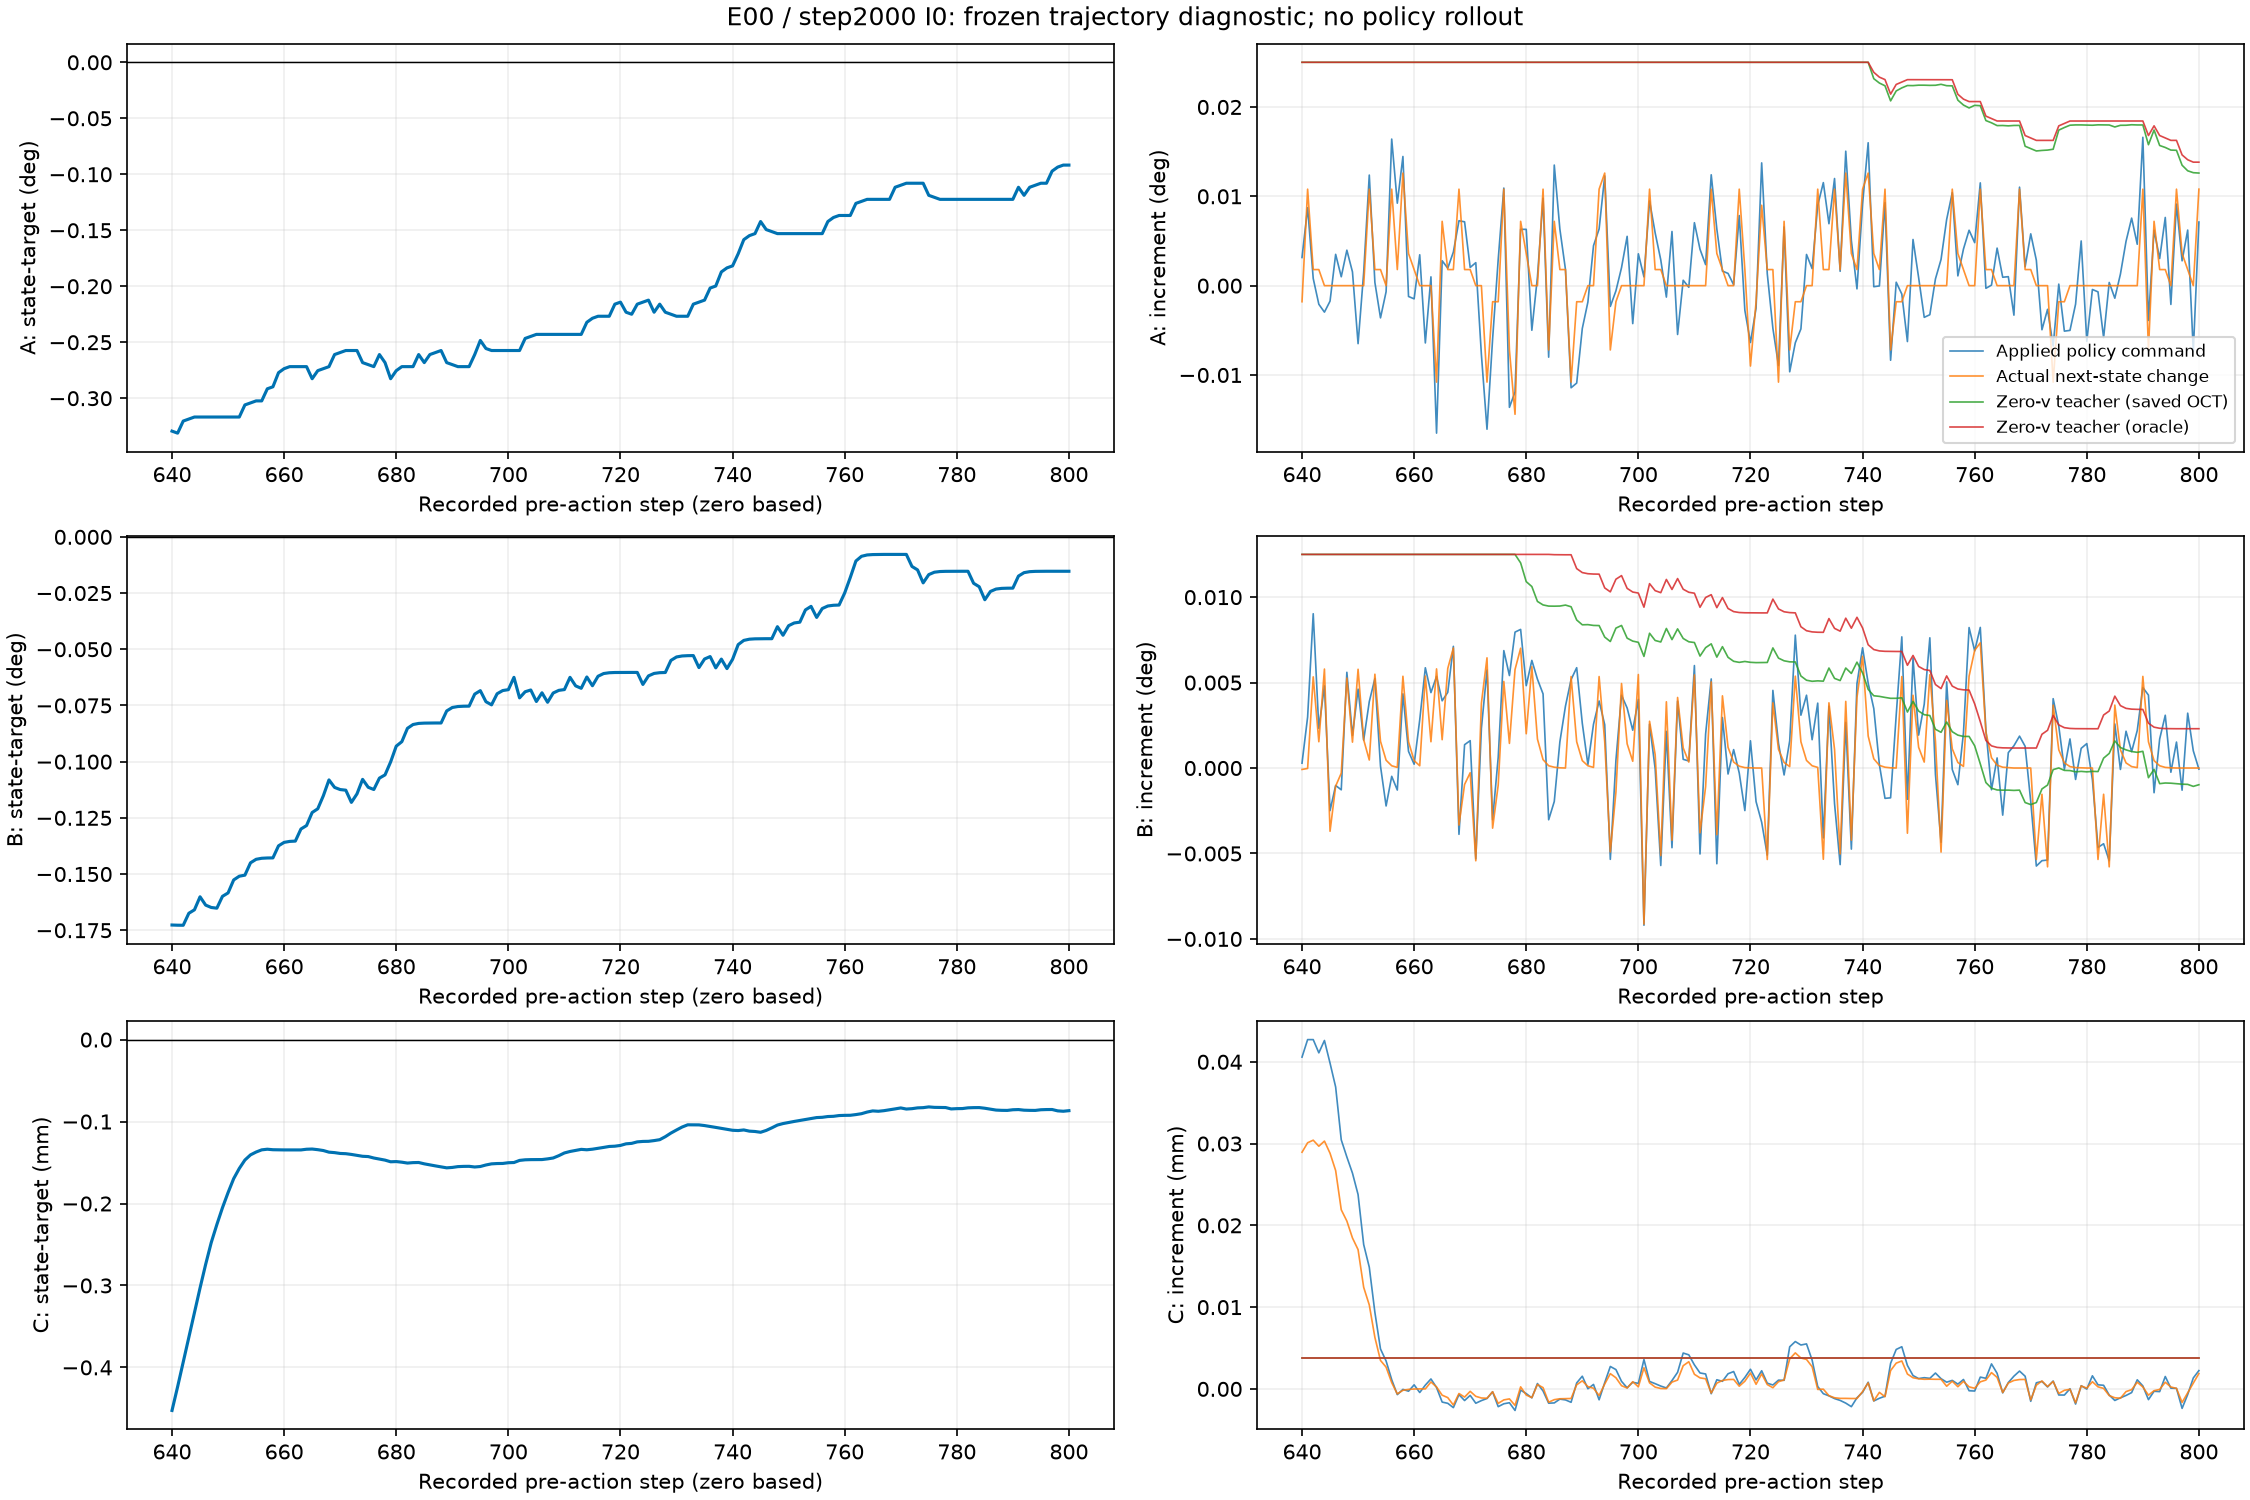 E00 / step2000 I0: frozen trajectory diagnostic; no policy rollout
A: state-target (deg)
0.00
−0.05
−0.10
−0.15
−0.20
−0.25
−0.30
640 660 680 700 720 740 760 780 800
Recorded pre-action step (zero based)
A: increment (deg)
0.02
0.01
0.00
−0.01
Applied policy command
Actual next-state change
Zero-v teacher (saved OCT)
Zero-v teacher (oracle)
640 660 680 700 720 740 760 780 800
Recorded pre-action step
B: state-target (deg)
0.000
−0.025
−0.050
−0.075
−0.100
−0.125
−0.150
−0.175
640 660 680 700 720 740 760 780 800
Recorded pre-action step (zero based)
B: increment (deg)
0.010
0.005
0.000
−0.005
−0.010
640 660 680 700 720 740 760 780 800
Recorded pre-action step
C: state-target (mm)
0.0
−0.1
−0.2
−0.3
−0.4
640 660 680 700 720 740 760 780 800
Recorded pre-action step (zero based)
C: increment (mm)
0.04
0.03
0.02
0.01
0.00
640 660 680 700 720 740 760 780 800
Recorded pre-action step